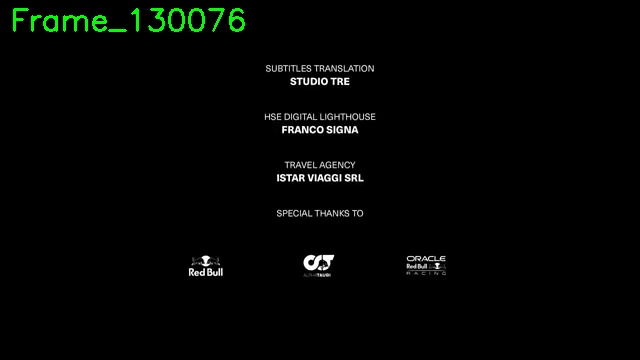 Frame_130076
SUBTITLES TRANSLATION
STUDIO TRE
HSE DIGITAL LIGHTHOUSE
FRANCO SIGNA
TRAVEL AGENCY
ISTAR VIAGGI SRL
SPECIAL THANKS TO
Red Bull
ALPHATAURI
ORACLE
Red Bull
RACING